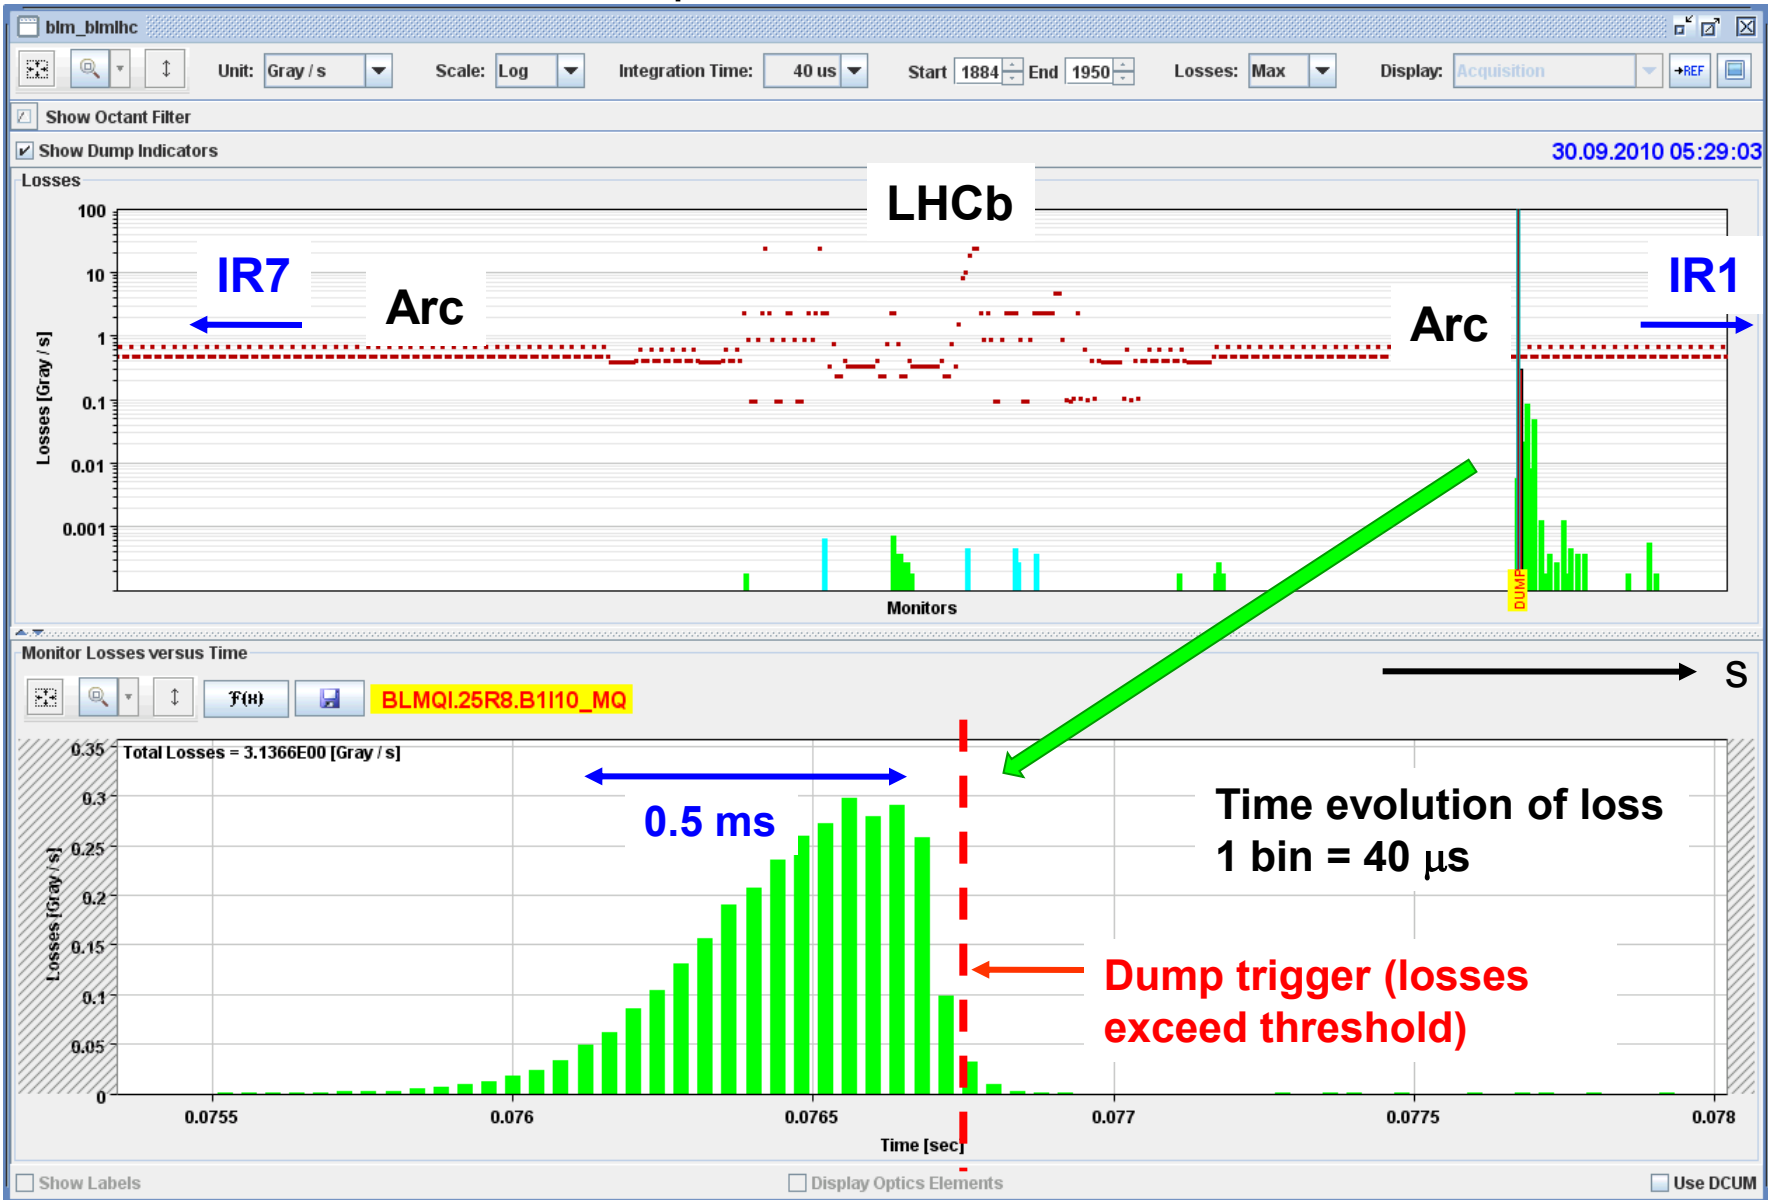 blm_blmlhc
Unit: Gray / s Scale: Log Integration Time: 40 us Start 1884 End 1950 Losses: Max Display: Acquisition →REF
Show Octant Filter
Show Dump Indicators 30.09.2010 05:29:03
Losses
LHCb
100
IR7 IR1
10
Arc Arc
1
0.1
0.01
0.001
Losses [Gray / s]
DUMP
Monitors
Monitor Losses versus Time
S
F(x) BLMQI.25R8.B1I10_MQ
0.35 Total Losses = 3.1366E00 [Gray / s]
0.3
0.5 ms
Time evolution of loss
1 bin = 40 μs
0.25
0.2
0.15
Dump trigger (losses
exceed threshold)
0.1
0.05
0
Losses [Gray / s]
0.0755 0.076 0.0765 0.077 0.0775 0.078
Time [sec]
Show Labels Display Optics Elements Use DCUM